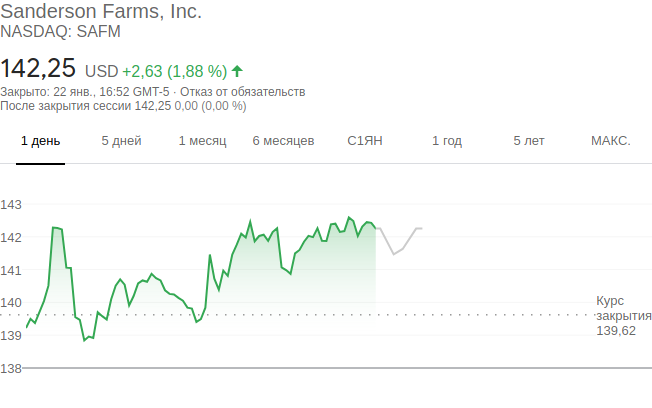 Sanderson Farms, Inc.
NASDAQ: SAFM
142,25 USD +2,63 (1,88 %)
Закрыто: 22 янв., 16:52 GMT-5 · Отказ от обязательств
После закрытия сессии 142,25 0,00 (0,00 %)
1 день 5 дней 1 месяц 6 месяцев С1ЯН 1 год 5 лет МАКС.
143
142
141
140
Курс
закрытия
139,62
139
138